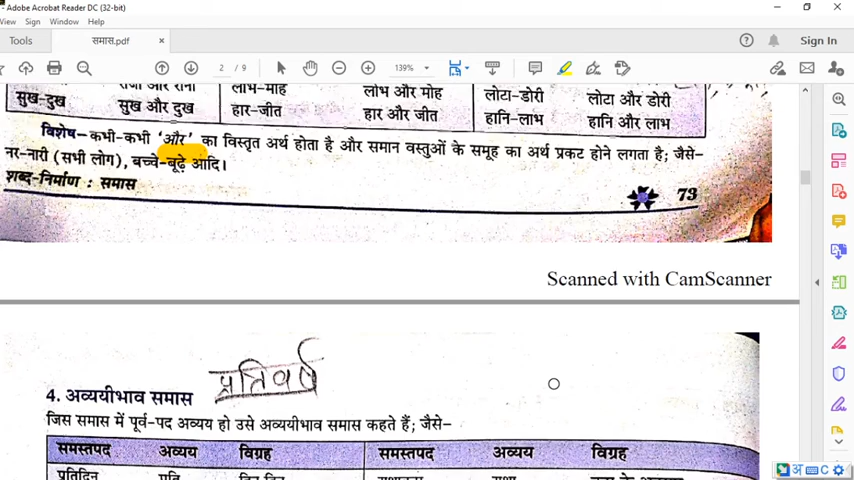 - Adobe Acrobat Reader DC (32-bit)
View Sign Window Help
Tools समास.pdf × Sign In
2 / 9 139%
राजा और रानी लाभ-मोह लोभ और मोह लोटा-डोरी लोटा और डोरी
सुख-दुख सुख और दुख हार-जीत हार और जीत हानि-लाभ हानि और लाभ
विशेष– कभी-कभी 'और' का विस्तृत अर्थ होता है और समान वस्तुओं के समूह का अर्थ प्रकट होने लगता है; जैसे–
नर-नारी (सभी लोग), बच्चे-बूढ़े आदि।
शब्द-निर्माण : समास
73
Scanned with CamScanner
प्रतिवर्ष
4. अव्ययीभाव समास
जिस समास में पूर्व-पद अव्यय हो उसे अव्ययीभाव समास कहते हैं; जैसे–
समस्तपद अव्यय विग्रह समस्तपद अव्यय विग्रह
प्रतिदिन प्रति